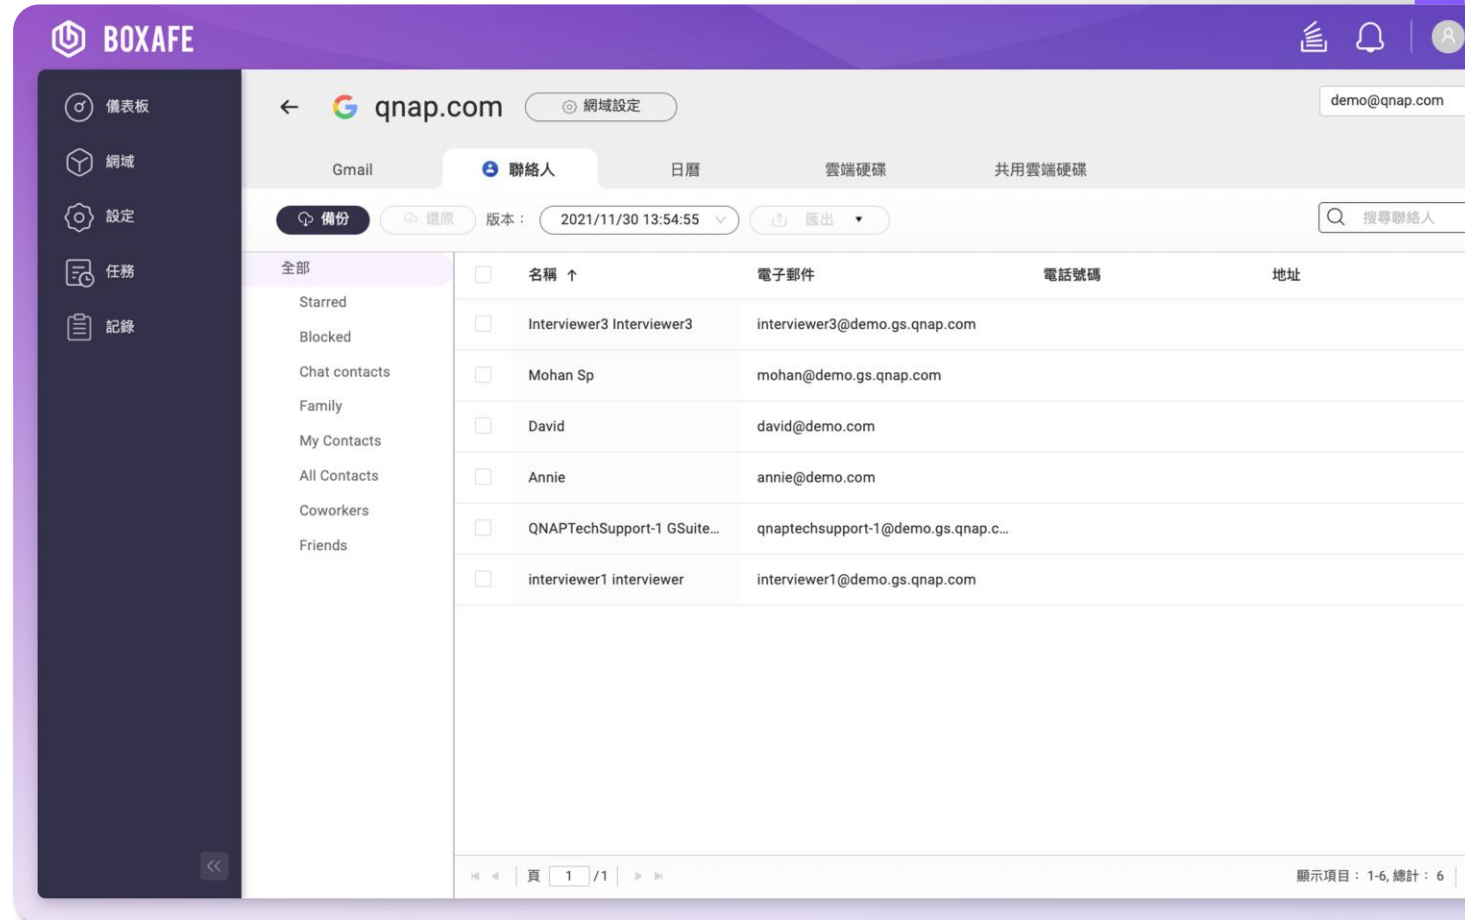 BOXAFE
儀表板
網域
設定
任務
記錄
qnap.com
網域設定
demo@qnap.com
Gmail
聯絡人
日曆
雲端硬碟
共用雲端硬碟
備份
還原
版本：
2021/11/30 13:54:55
匯出
搜尋聯絡人
全部
Starred
Blocked
Chat contacts
Family
My Contacts
All Contacts
Coworkers
Friends
名稱 ↑ 電子郵件 電話號碼 地址
Interviewer3 Interviewer3 interviewer3@demo.gs.qnap.com
Mohan Sp mohan@demo.gs.qnap.com
David david@demo.com
Annie annie@demo.com
QNAPTechSupport-1 GSuite... qnaptechsupport-1@demo.gs.qnap.c...
interviewer1 interviewer interviewer1@demo.gs.qnap.com
頁 1 /1
顯示項目： 1-6, 總計： 6